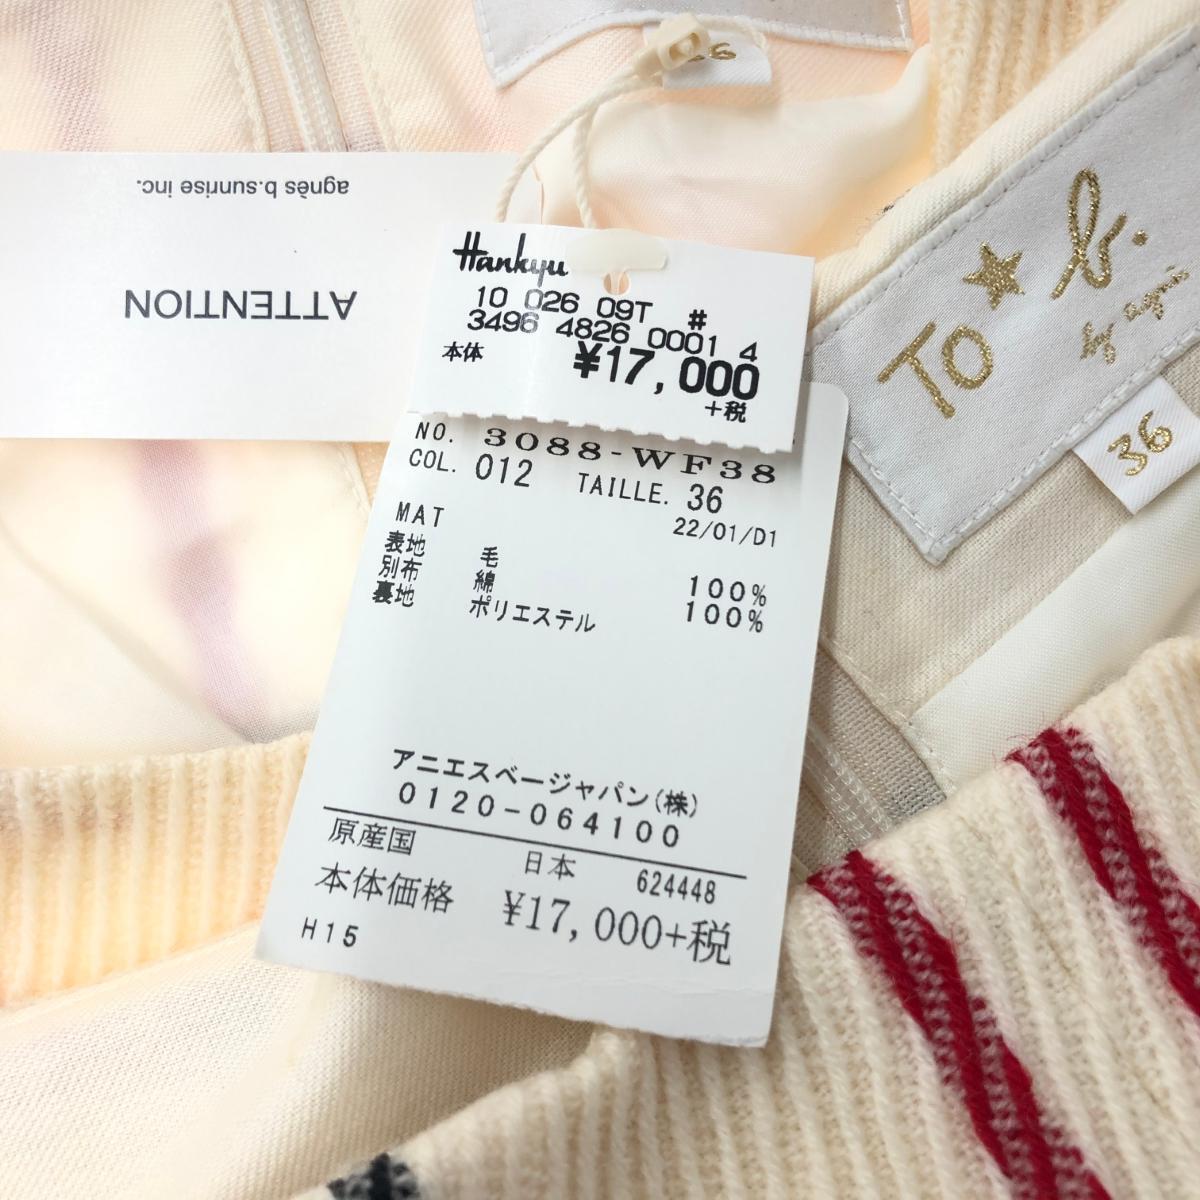 agnès b.sunrise inc.
ATTENTION
Hankyu
10 026 09T #
3496 4826 0001 4
本体 ¥17,000
+税
NO. 3088-WF38
COL. 012 TAILLE. 36
22/01/D1
MAT
表地 毛 100%
別布 綿 100%
裏地 ポリエステル
アニエスベージャパン(株)
0120-064100
原産国 日本 624448
本体価格 ¥17,000+税
H15
TO★b.
by agnè
36